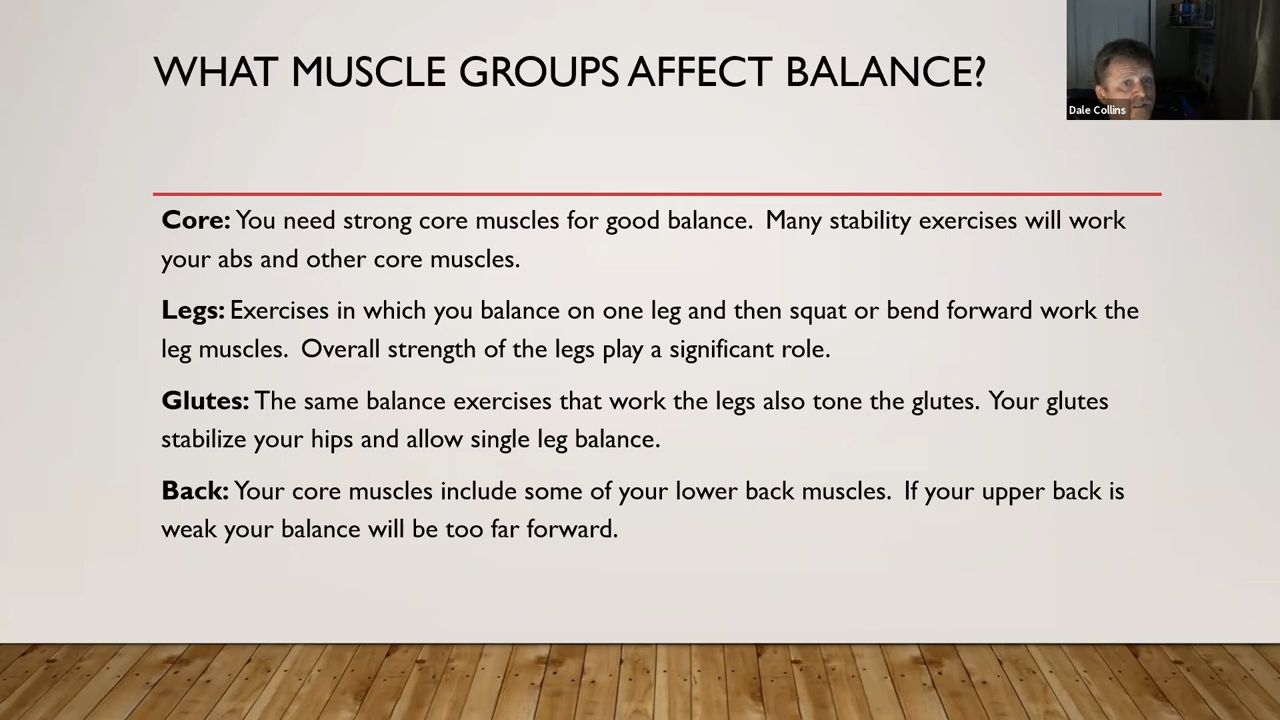 WHAT MUSCLE GROUPS AFFECT BALANCE?
Dale Collins
Core: You need strong core muscles for good balance.  Many stability exercises will work
your abs and other core muscles.
Legs: Exercises in which you balance on one leg and then squat or bend forward work the
leg muscles.  Overall strength of the legs play a significant role.
Glutes: The same balance exercises that work the legs also tone the glutes.  Your glutes
stabilize your hips and allow single leg balance.
Back: Your core muscles include some of your lower back muscles.  If your upper back is
weak your balance will be too far forward.